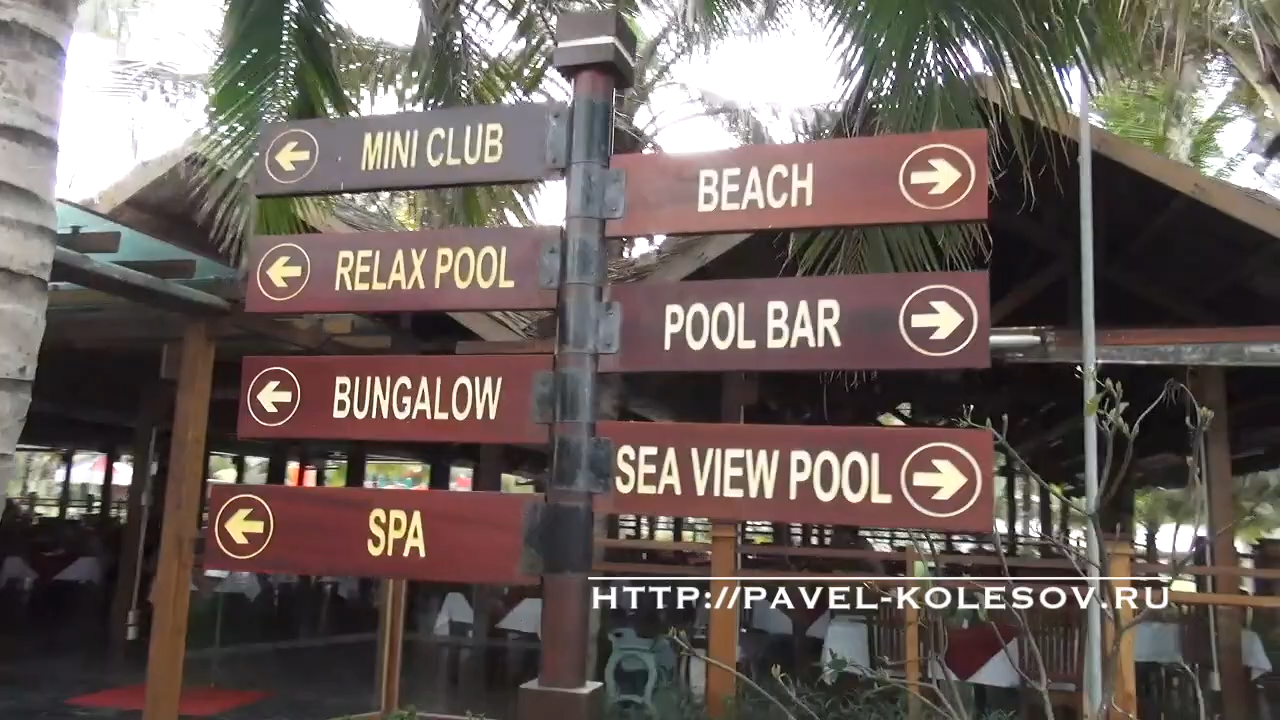 MINI CLUB
RELAX POOL
BUNGALOW
SPA
BEACH
POOL BAR
SEA VIEW POOL
HTTP://PAVEL-KOLESOV.RU